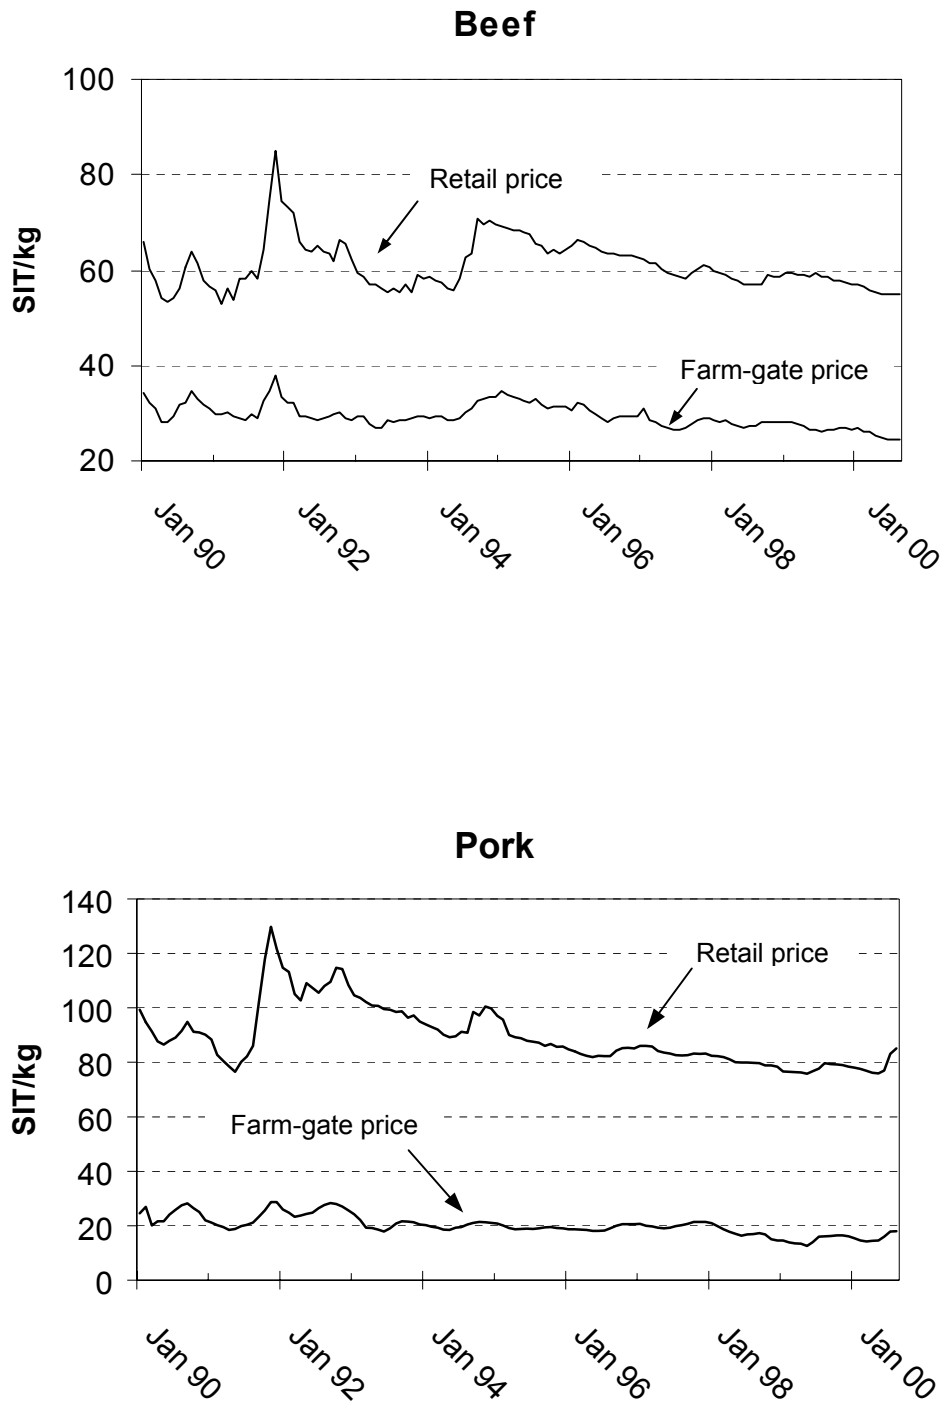 Beef
100
80
60
40
20
SIT/kg
Retail price
Farm-gate price
Jan 90
Jan 92
Jan 94
Jan 96
Jan 98
Jan 00
Pork
140
120
100
80
60
40
20
0
SIT/kg
Retail price
Farm-gate price
Jan 90
Jan 92
Jan 94
Jan 96
Jan 98
Jan 00